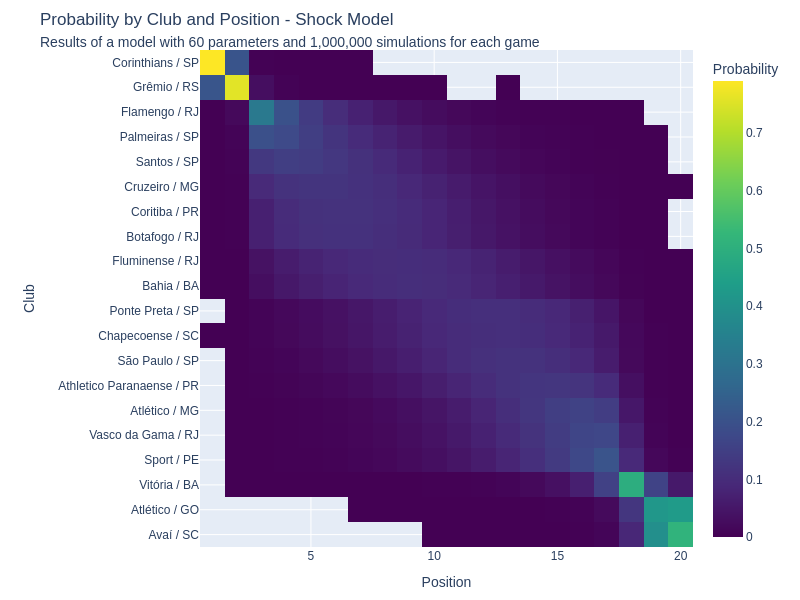 Probability by Club and Position - Shock Model
Results of a model with 60 parameters and 1,000,000 simulations for each game
Probability
Corinthians / SP
Grêmio / RS
Flamengo / RJ
Palmeiras / SP
Santos / SP
Cruzeiro / MG
Coritiba / PR
Botafogo / RJ
Fluminense / RJ
Bahia / BA
Ponte Preta / SP
Chapecoense / SC
São Paulo / SP
Athletico Paranaense / PR
Atlético / MG
Vasco da Gama / RJ
Sport / PE
Vitória / BA
Atlético / GO
Avaí / SC
Club
5
10
15
20
Position
0.7
0.6
0.5
0.4
0.3
0.2
0.1
0